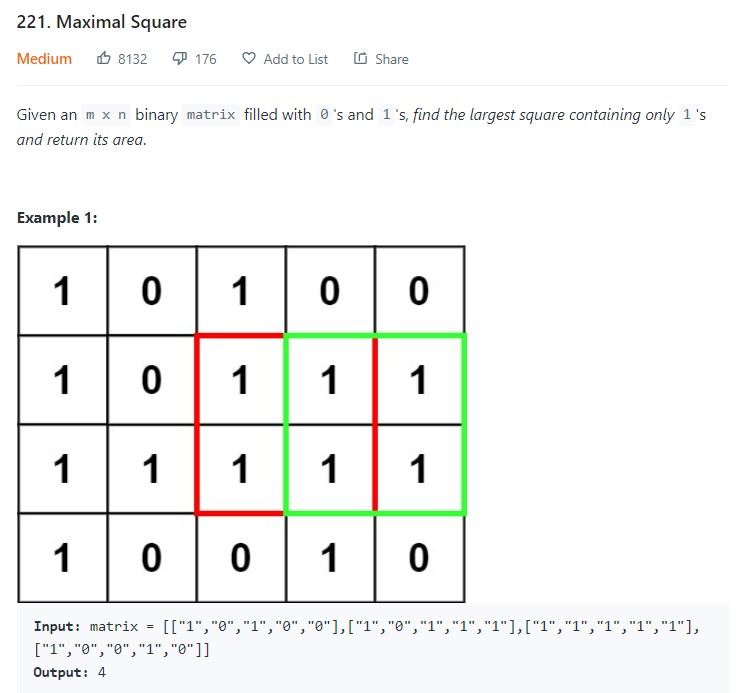 221. Maximal Square
Medium 8132 176 Add to List Share
Given an m x n binary matrix filled with 0 's and 1 's, find the largest square containing only 1 's
and return its area.
Example 1:
1 0 1 0 0
1 0 1 1 1
1 1 1 1 1
1 0 0 1 0
Input: matrix = [["1","0","1","0","0"],["1","0","1","1","1"],["1","1","1","1","1"],
["1","0","0","1","0"]]
Output: 4